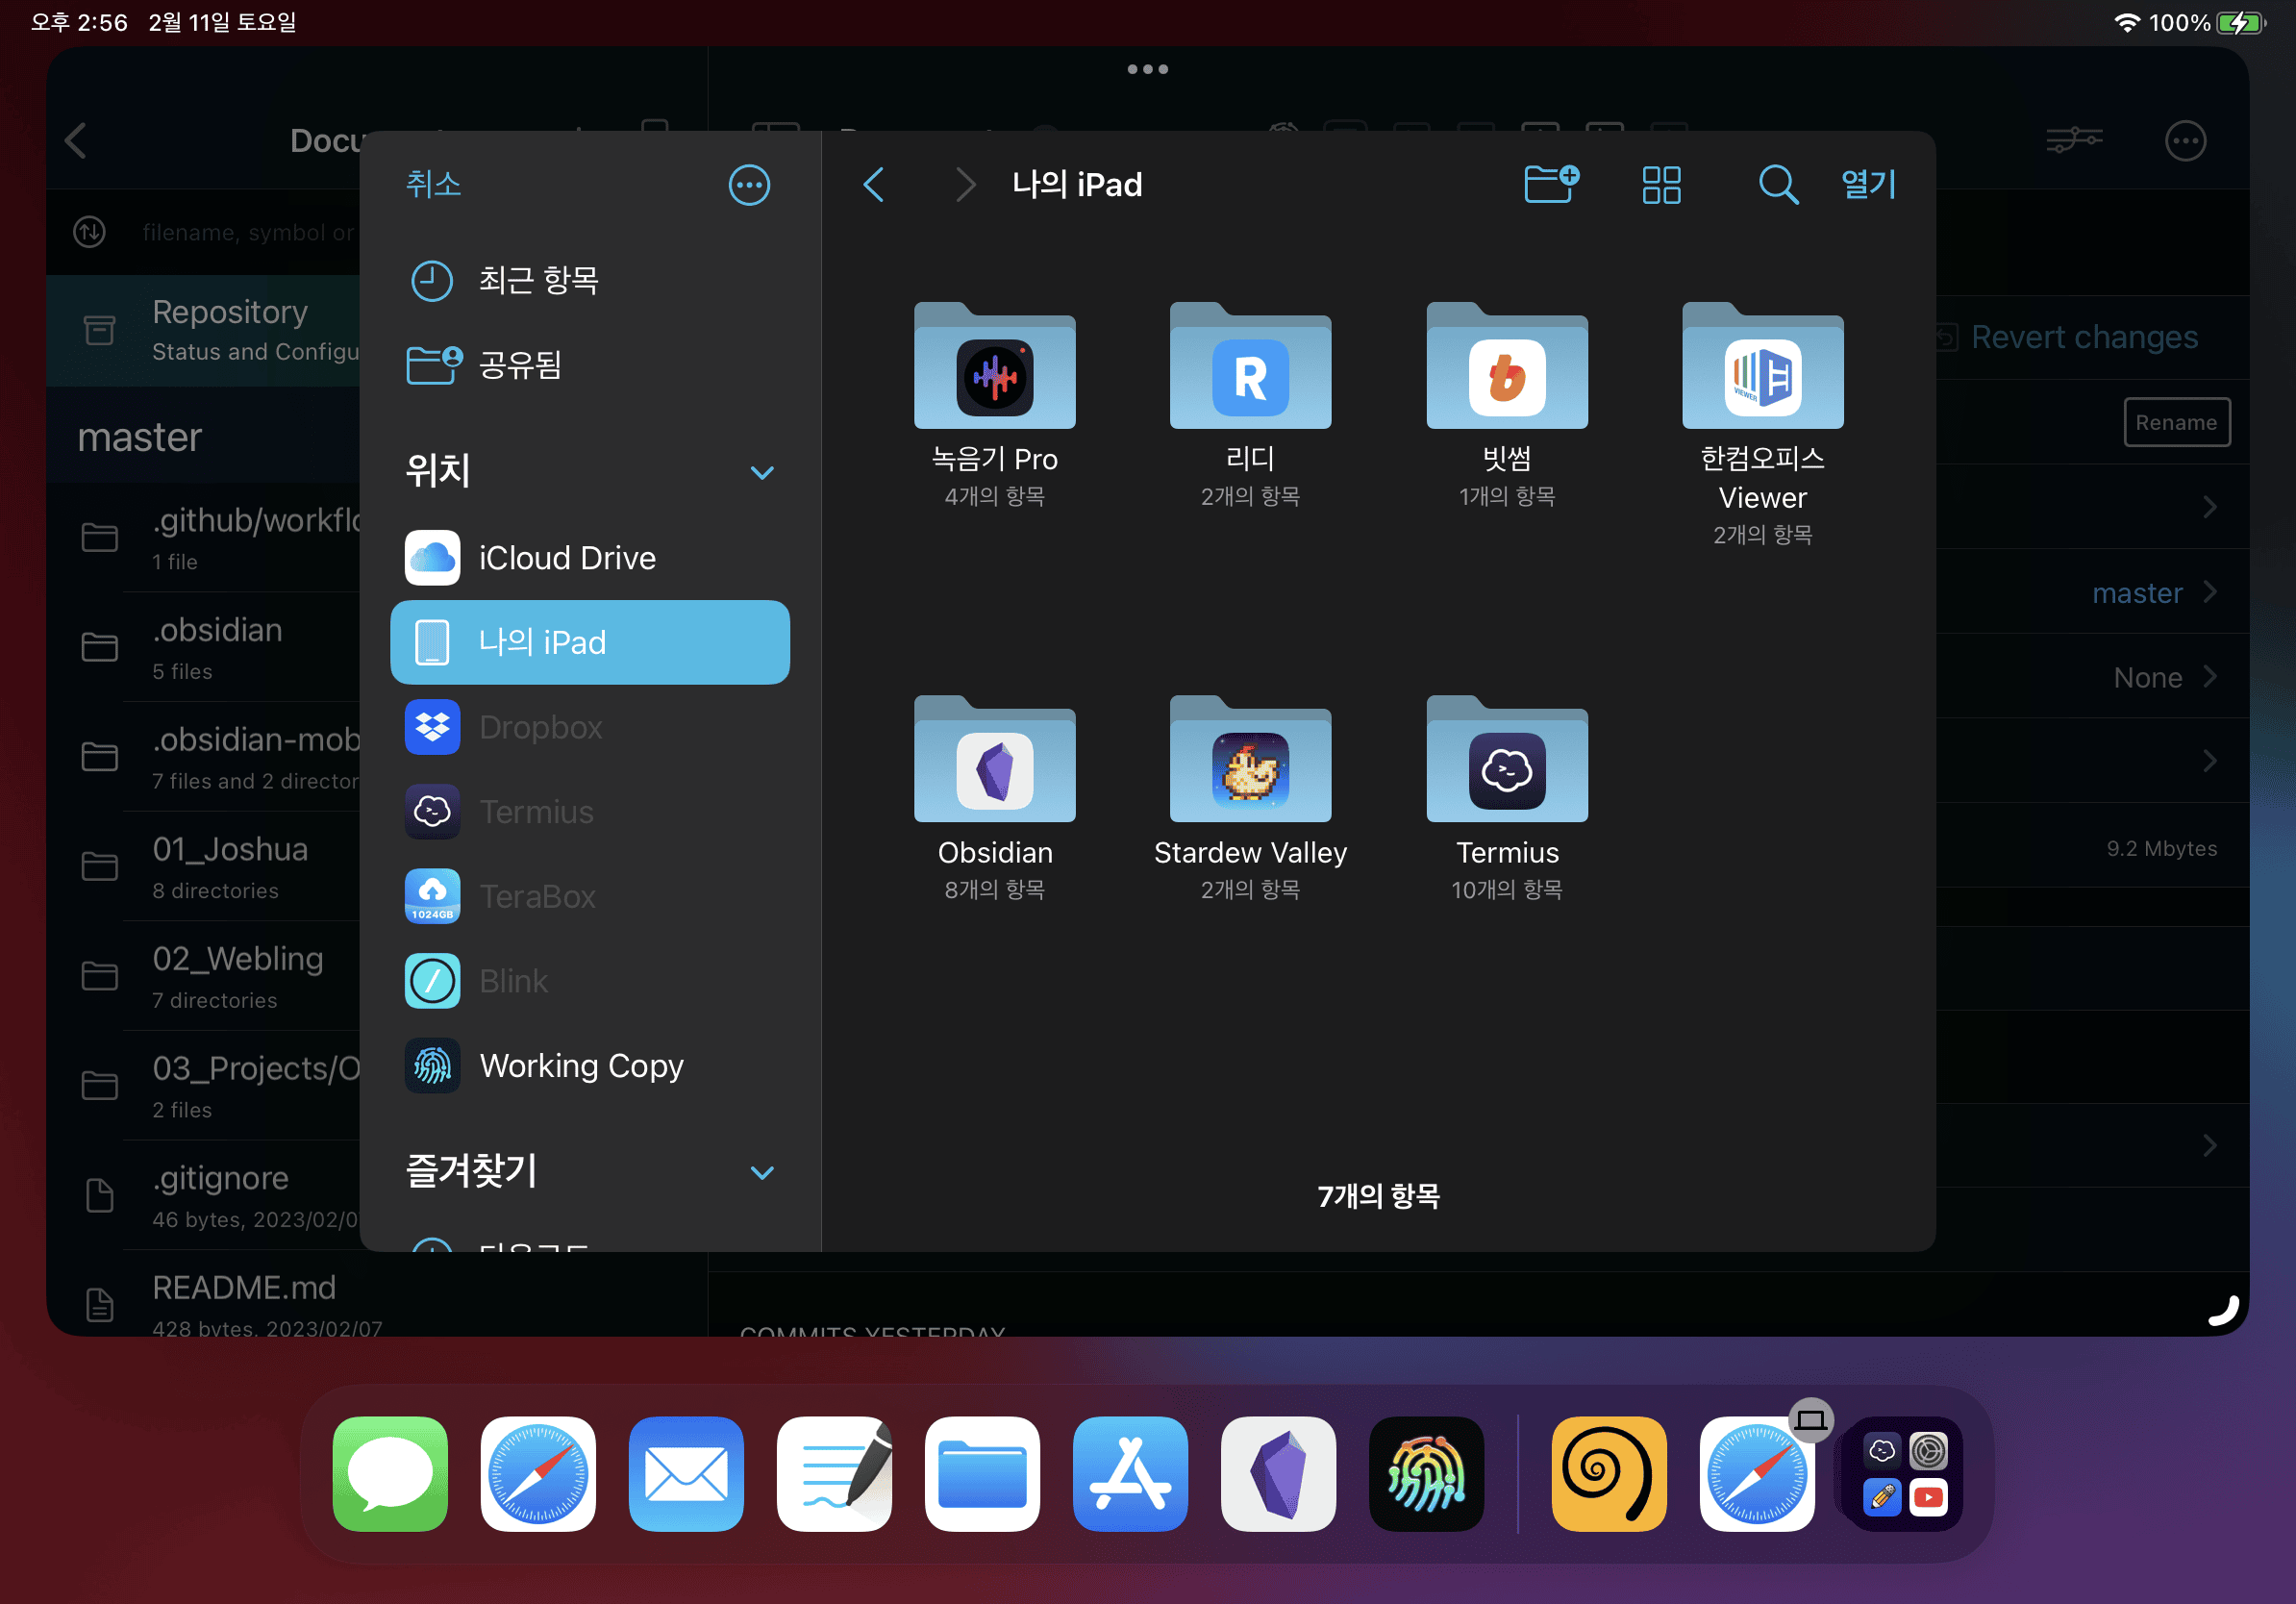 오후 2:56 2월 11일 토요일
100%
filename, symbol or
Repository
Status and Configu
master
.github/workflo
1 file
.obsidian
5 files
.obsidian-mob
7 files and 2 director
01_Joshua
8 directories
02_Webling
7 directories
03_Projects/O
2 files
.gitignore
46 bytes, 2023/02/0
README.md
428 bytes, 2023/02/07
취소
최근 항목
공유됨
위치
iCloud Drive
나의 iPad
Dropbox
Termius
1024GB
TeraBox
Blink
Working Copy
즐겨찾기
나의 iPad
열기
R
녹음기 Pro
4개의 항목
리디
2개의 항목
빗썸
1개의 항목
VIEWER
한컴오피스
Viewer
2개의 항목
Obsidian
8개의 항목
Stardew Valley
2개의 항목
Termius
10개의 항목
7개의 항목
Revert changes
Rename
master
None
9.2 Mbytes
COMMITS YESTERDAY